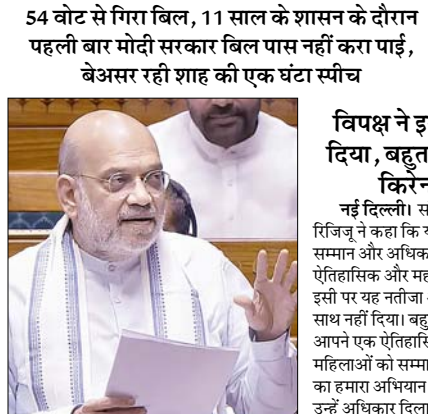 54 वोट से गिरा बिल, 11 साल के शासन के दौरान
पहली बार मोदी सरकार बिल पास नहीं करा पाई,
बेअसर रही शाह की एक घंटा स्पीच
विपक्ष ने इ
दिया, बहुत
किरेन
नई दिल्ली। स
रिजिजू ने कहा कि य
सम्मान और अधिक
ऐतिहासिक और मह
इसी पर यह नतीजा
साथ नहीं दिया। बहु
आपने एक ऐतिहासि
महिलाओं को सम्मा
का हमारा अभियान
उन्हें अधिकार दिला